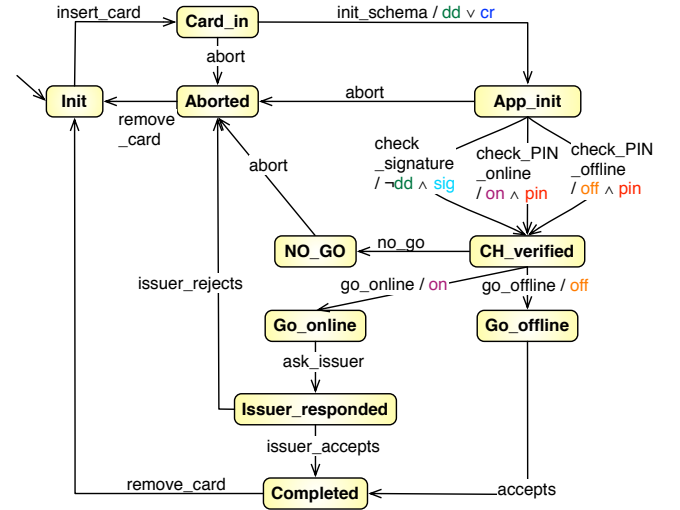 insert_card
Card_in
init_schema / dd ∨ cr
abort
Init
Aborted
abort
App_init
remove
_card
check
_signature
/ ¬dd ∧ sig
check_PIN
_online
/ on ∧ pin
check_PIN
_offline
/ off ∧ pin
abort
NO_GO
no_go
CH_verified
issuer_rejects
go_online / on
go_offline / off
Go_online
Go_offline
ask_issuer
Issuer_responded
issuer_accepts
remove_card
Completed
accepts